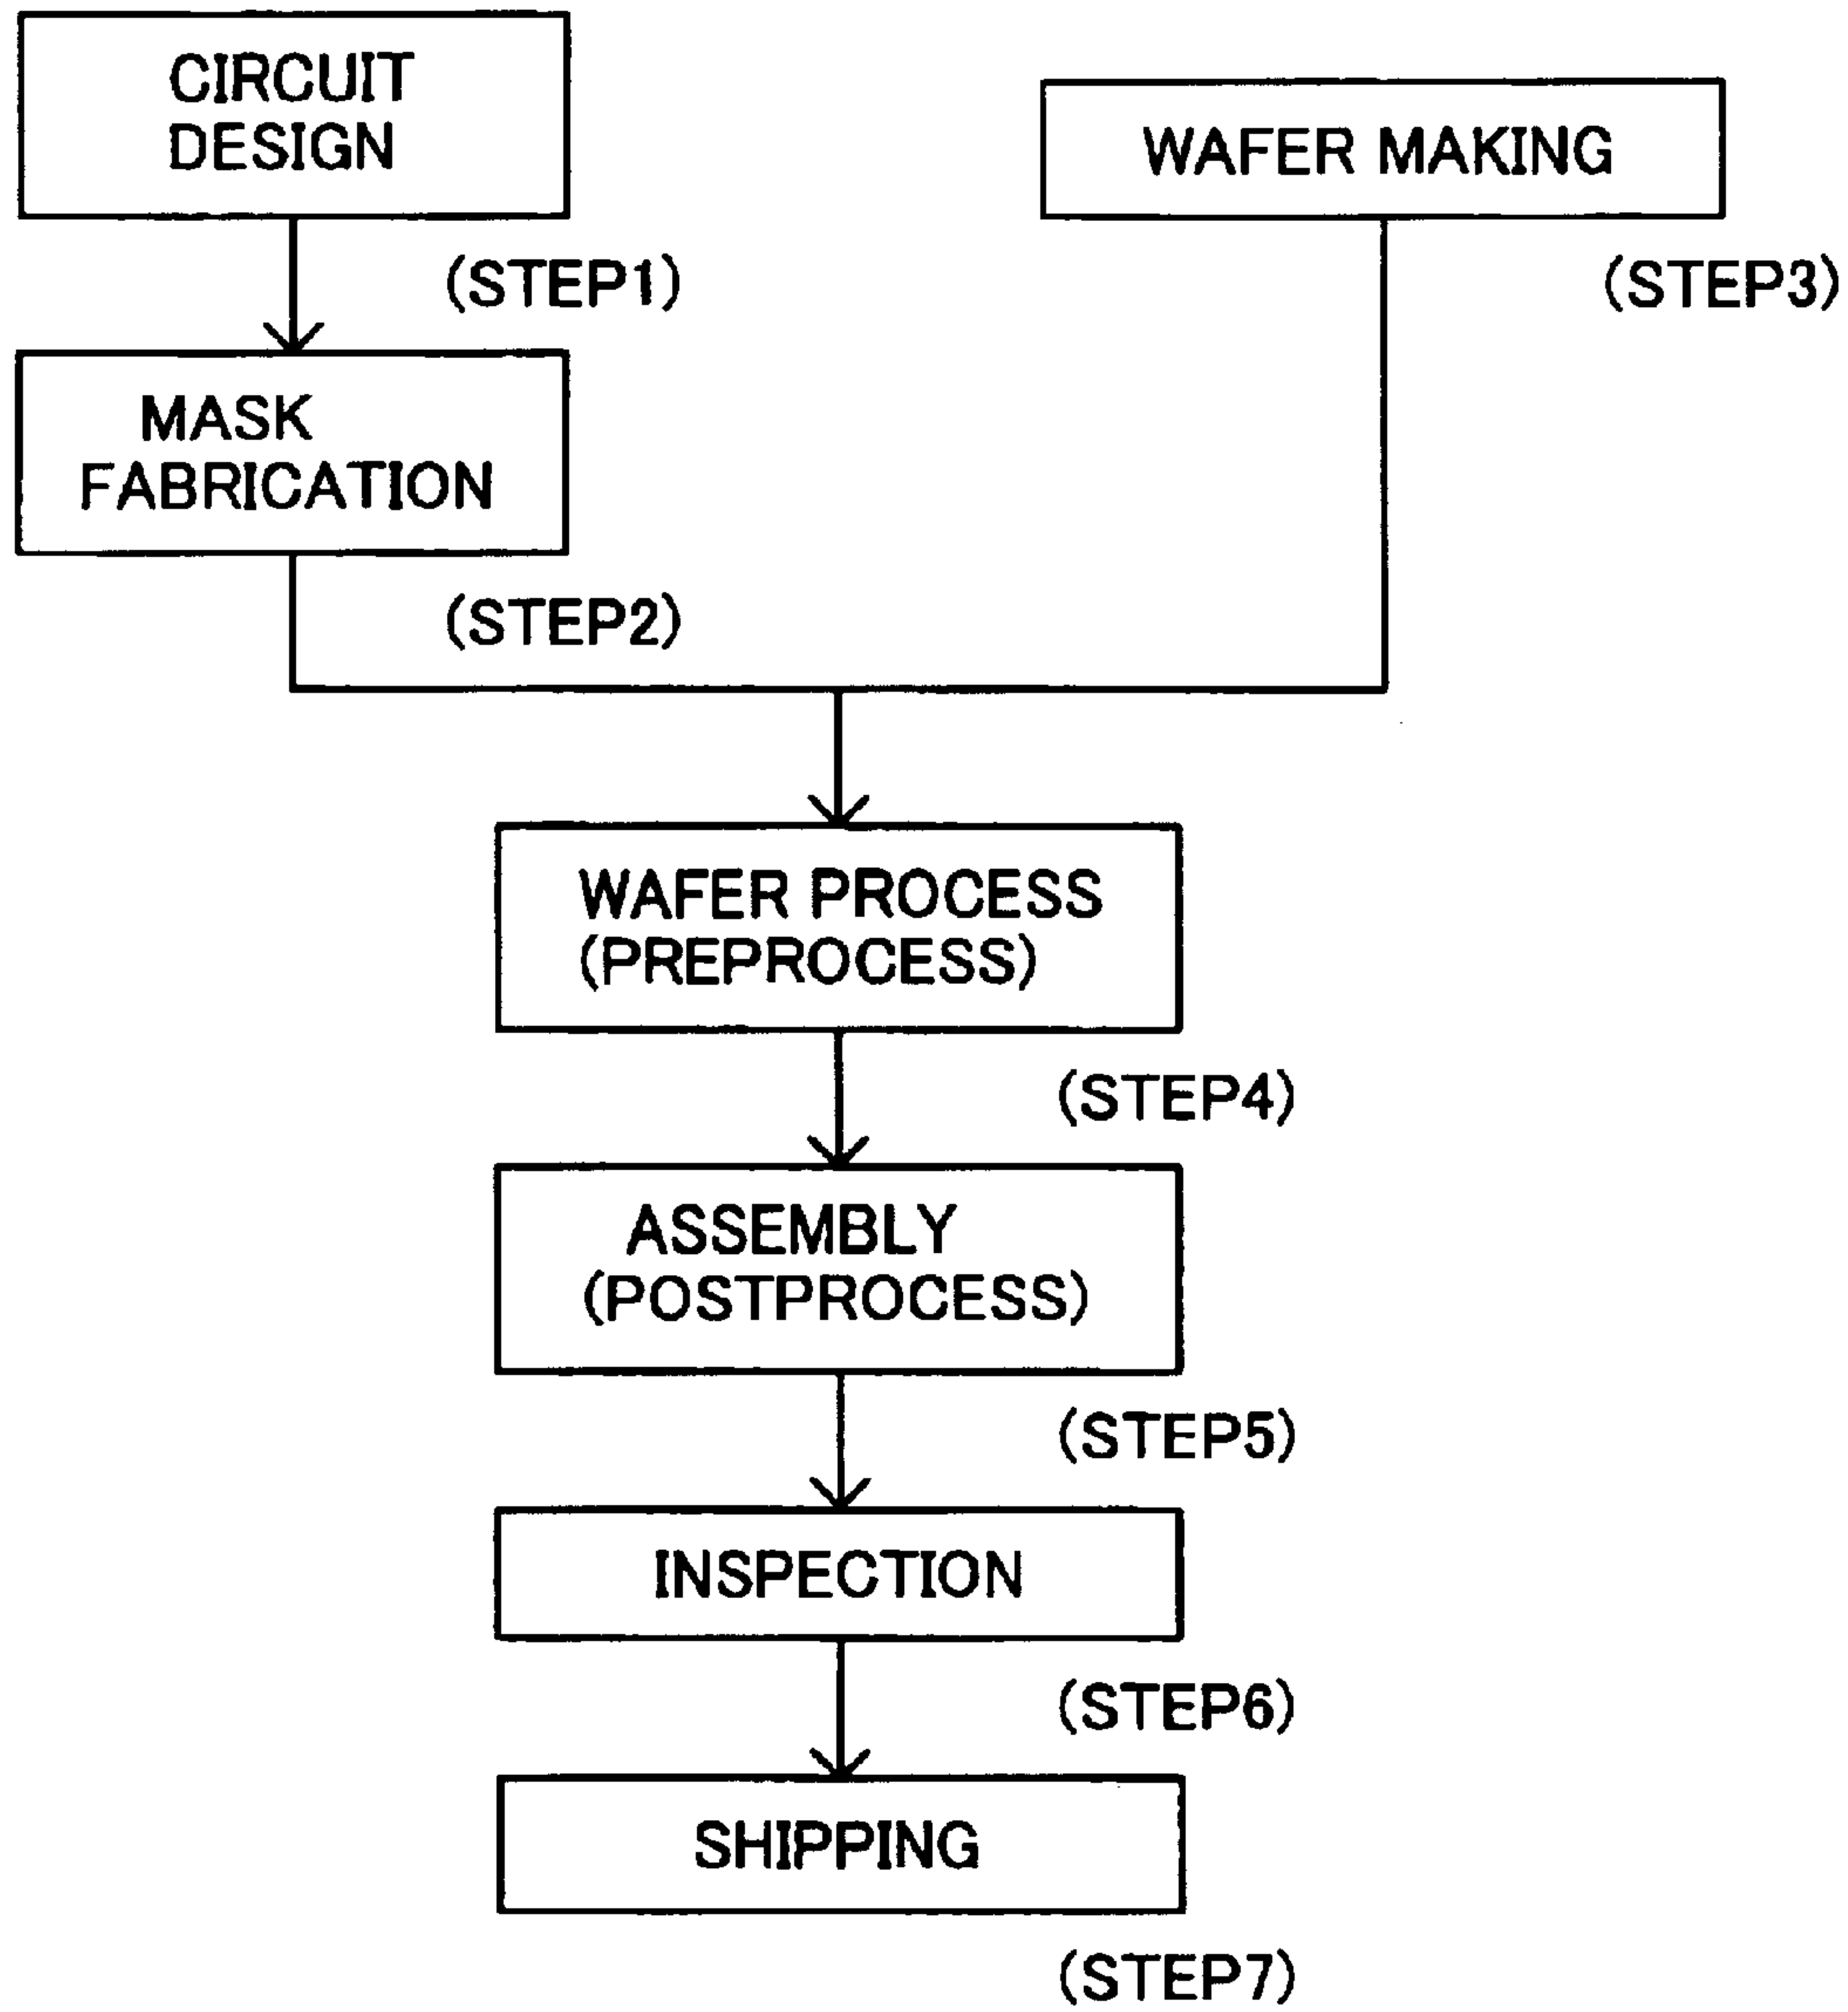 CIRCUIT
DESIGN
(STEP1)
MASK
FABRICATION
(STEP2)
WAFER MAKING
(STEP3)
WAFER PROCESS
(PREPROCESS)
(STEP4)
ASSEMBLY
(POSTPROCESS)
(STEP5)
INSPECTION
(STEP6)
SHIPPING
(STEP7)